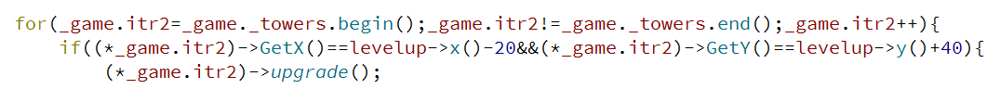 for(_game.itr2=_game._towers.begin();_game.itr2!=_game._towers.end();_game.itr2++){
if((*_game.itr2)->GetX()==levelup->x()-20&&(*_game.itr2)->GetY()==levelup->y()+40){
(*_game.itr2)->upgrade();